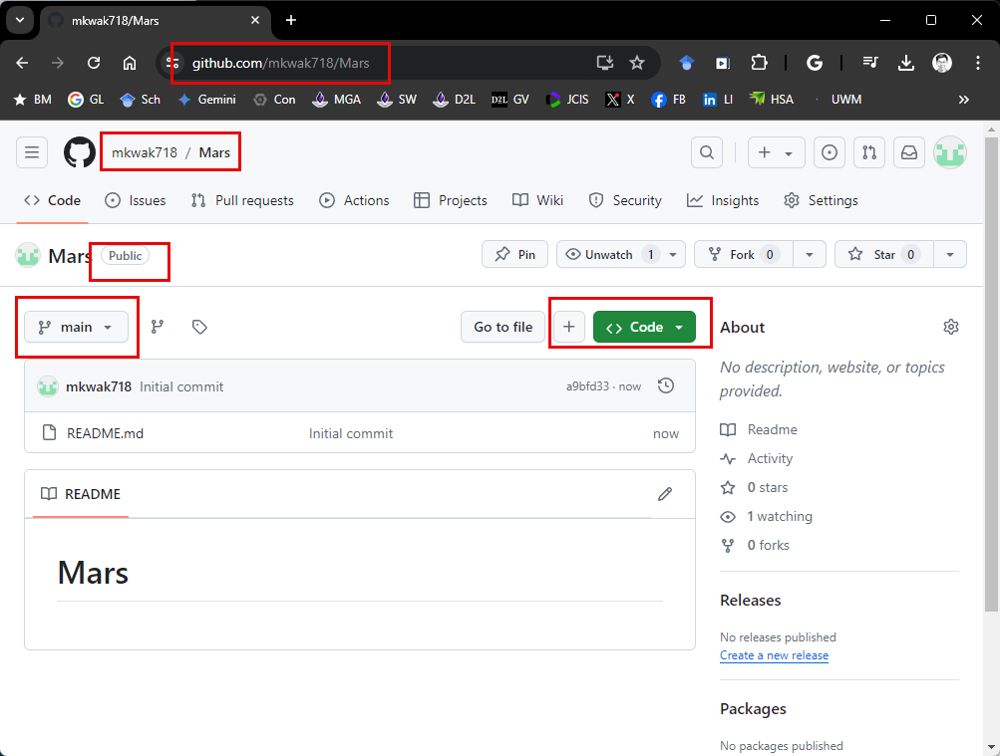 mkwak718/Mars
github.com/mkwak718/Mars
BM GL Sch Gemini Con MGA SW D2L D2L GV JCIS X FB LI HSA UWM
mkwak718 / Mars
Code Issues Pull requests Actions Projects Wiki Security Insights Settings
Mars Public Pin Unwatch 1 Fork 0 Star 0
main Go to file Code
About
No description, website, or topics
provided.
mkwak718 Initial commit a9bfd33 · now
README.md Initial commit now
Readme
Activity
0 stars
1 watching
0 forks
README
Mars
Releases
No releases published
Create a new release
Packages
No packages published